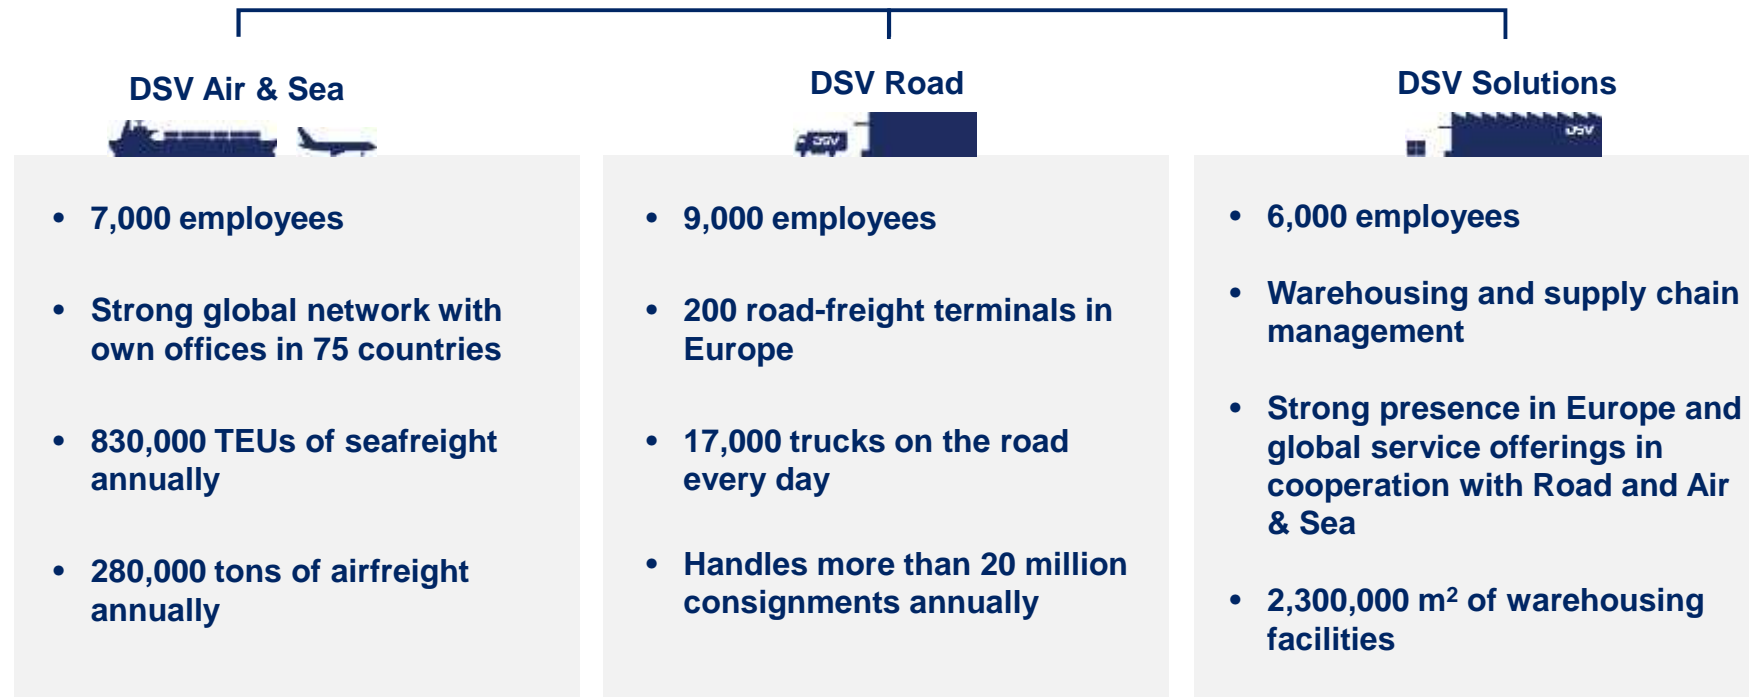 DSV Air & Sea
DSV
• 7,000 employees
• Strong global network with
own offices in 75 countries
• 830,000 TEUs of seafreight
annually
• 280,000 tons of airfreight
annually
DSV Road
DSV
• 9,000 employees
• 200 road-freight terminals in
Europe
• 17,000 trucks on the road
every day
• Handles more than 20 million
consignments annually
DSV Solutions
DSV
• 6,000 employees
• Warehousing and supply chain
management
• Strong presence in Europe and
global service offerings in
cooperation with Road and Air
& Sea
• 2,300,000 m² of warehousing
facilities